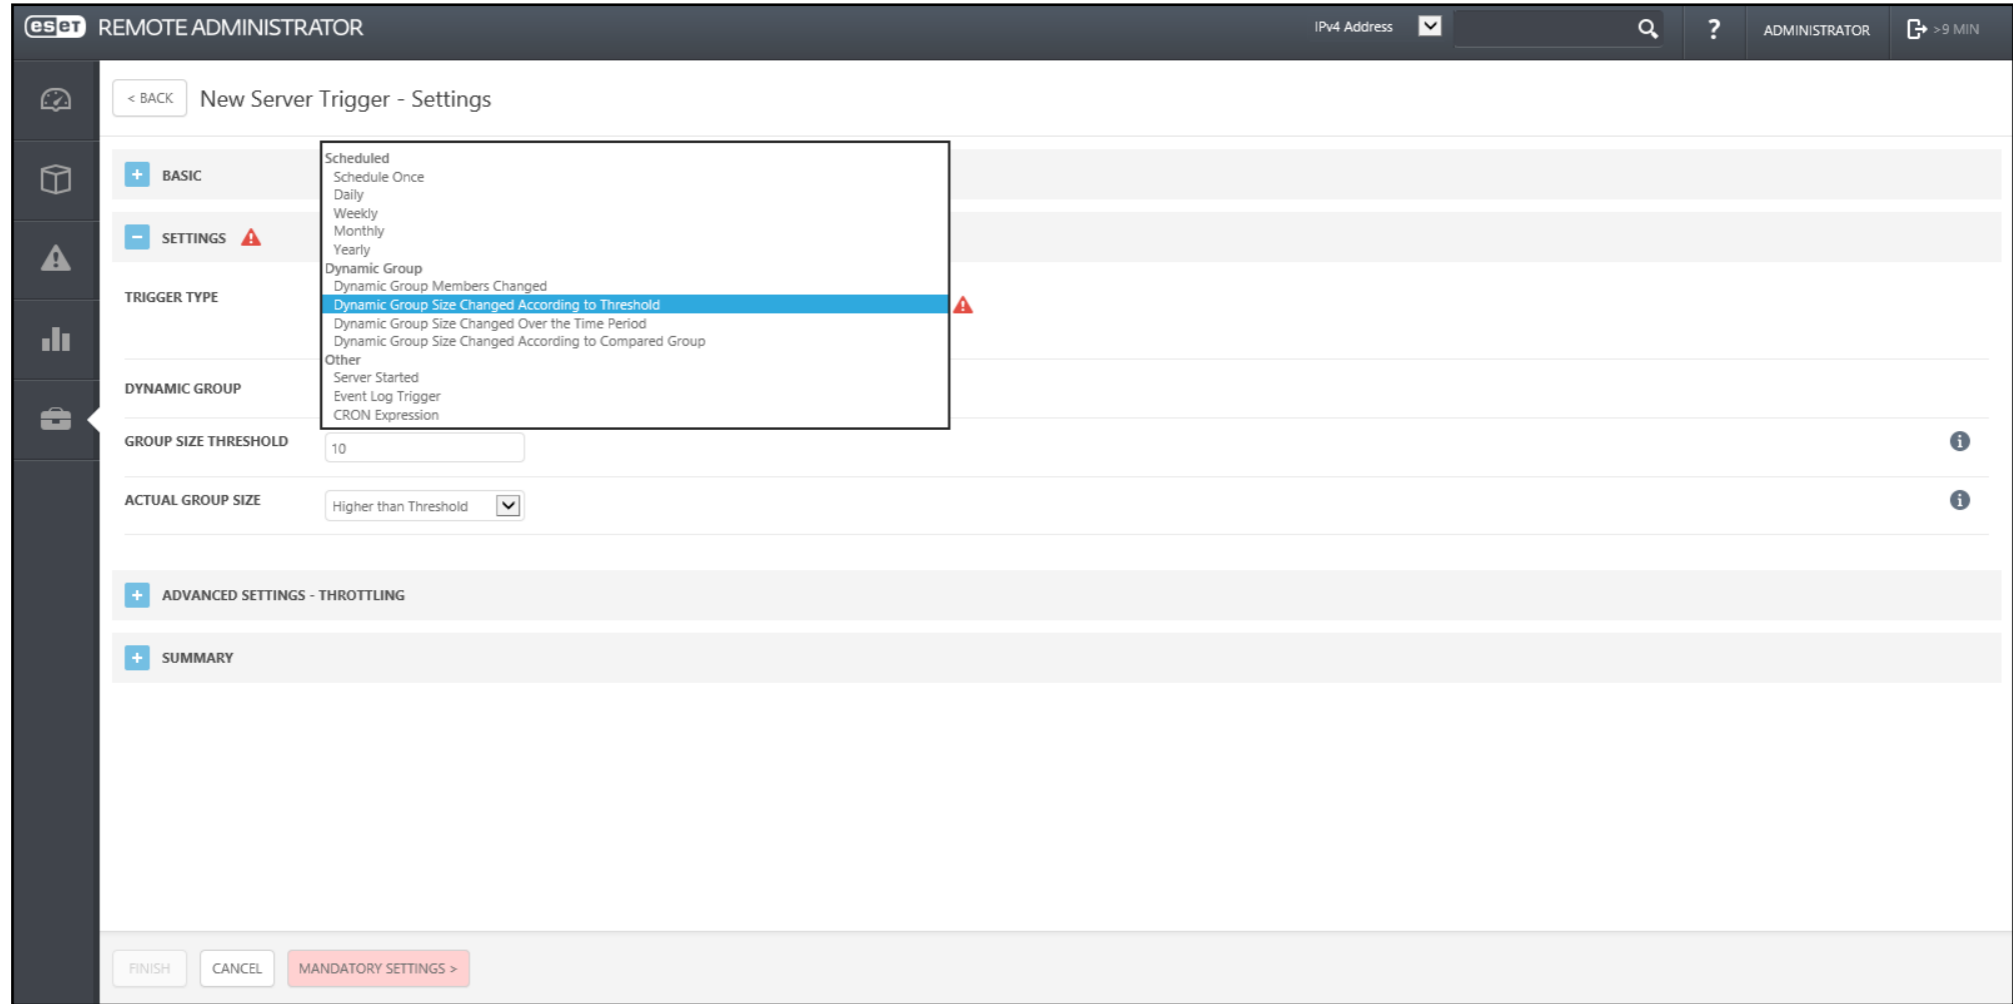 eseT REMOTE ADMINISTRATOR IPv4 Address ? ADMINISTRATOR >9 MIN
< BACK New Server Trigger - Settings
BASIC
Scheduled
Schedule Once
Daily
Weekly
Monthly
Yearly
Dynamic Group
Dynamic Group Members Changed
Dynamic Group Size Changed According to Threshold
Dynamic Group Size Changed Over the Time Period
Dynamic Group Size Changed According to Compared Group
Other
Server Started
Event Log Trigger
CRON Expression
SETTINGS
TRIGGER TYPE
DYNAMIC GROUP
GROUP SIZE THRESHOLD 10
ACTUAL GROUP SIZE Higher than Threshold
ADVANCED SETTINGS - THROTTLING
SUMMARY
FINISH CANCEL MANDATORY SETTINGS >